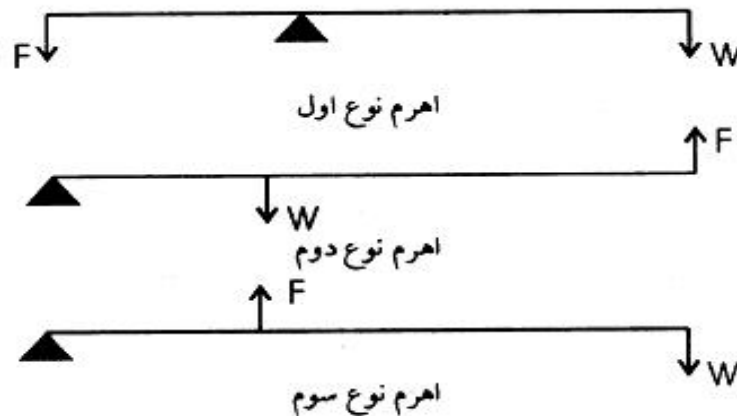 F W
اهرم نوع اول
F
W
اهرم نوع دوم
F
W
اهرم نوع سوم